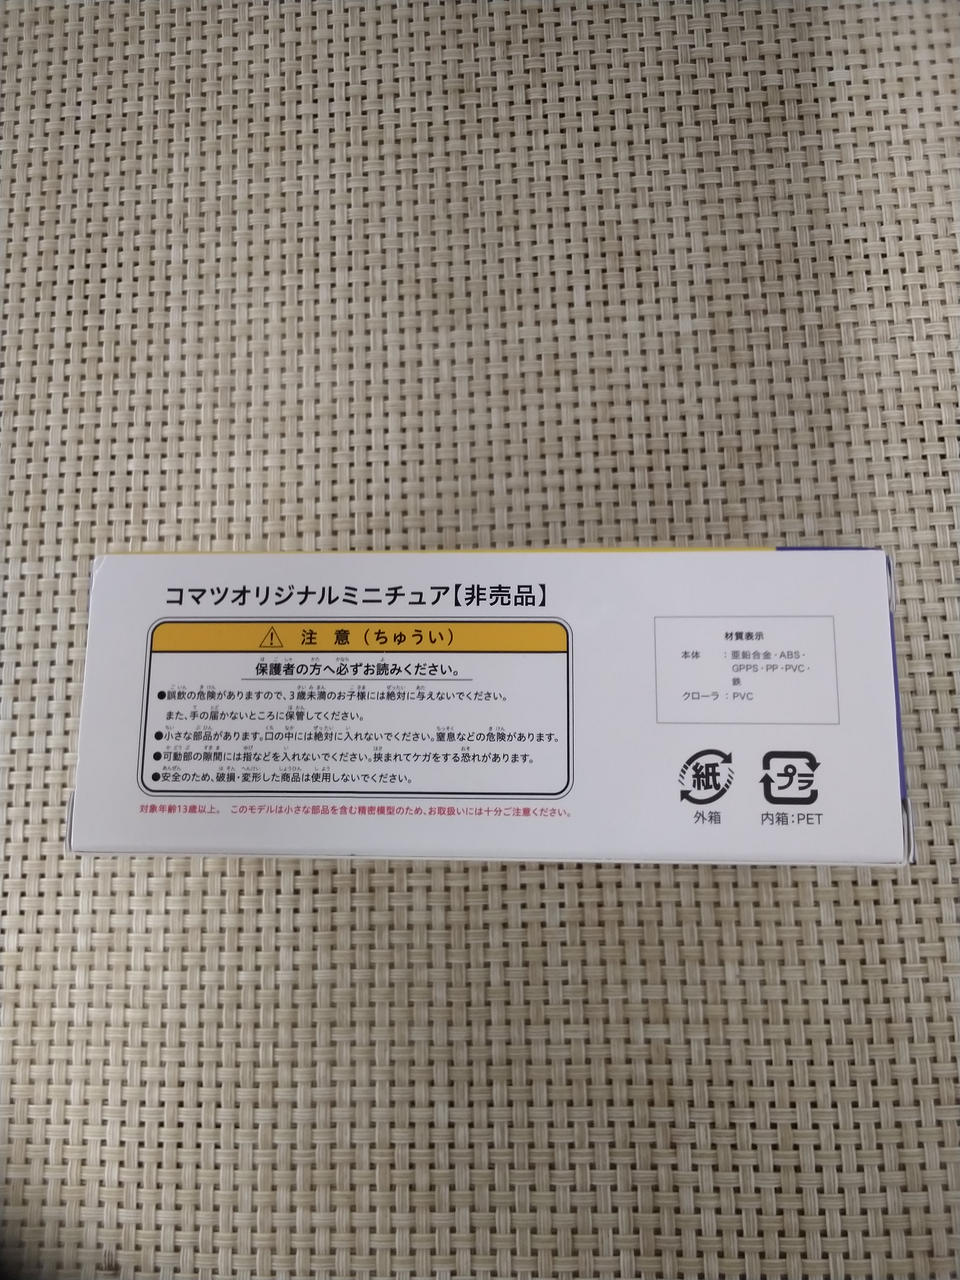 コマツオリジナルミニチュア【非売品】
注 意（ちゅうい）
保護者の方へ必ずお読みください。
●誤飲の危険がありますので、3歳未満のお子様には絶対に与えないでください。
また、手の届かないところに保管してください。
●小さな部品があります。口の中には絶対に入れないでください。窒息などの危険があります。
●可動部の隙間には指などを入れないでください。挟まれてケガをする恐れがあります。
●安全のため、破損・変形した商品は使用しないでください。
対象年齢13歳以上。 このモデルは小さな部品を含む精密模型のため、お取扱いには十分ご注意ください。
材質表示
本体 ：亜鉛合金・ABS・
GPPS・PP・PVC・
鉄
クローラ：PVC
紙
外箱
プラ
内箱：PET